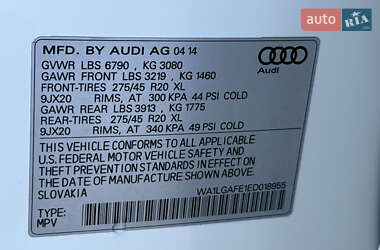 auto RIA
MFD. BY AUDI AG 04 14
GVWR LBS 6790 , KG 3080
GAWR FRONT LBS 3219 , KG 1460
FRONT-TIRES 275/45 R20 XL
9JX20 RIMS, AT 300 KPA 44 PSI COLD
GAWR REAR LBS 3913 , KG 1775
REAR-TIRES 275/45 R20 XL
9JX20 RIMS, AT 340 KPA 49 PSI COLD
Audi
THIS VEHICLE CONFORMS TO ALL APPLICABLE
U.S. FEDERAL MOTOR VEHICLE SAFETY AND
THEFT PREVENTION STANDARDS IN EFFECT ON
THE DATE OF MANUFACTURE SHOWN ABOVE.
SLOVAKIA WA1LGAFE1ED018955
TYPE:
MPV